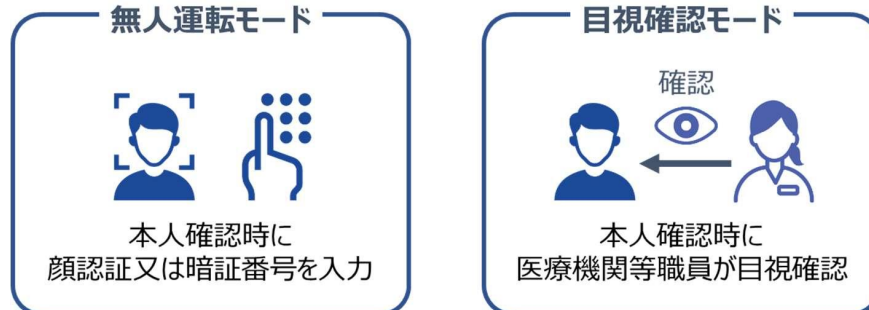 無人運転モード
本人確認時に
顔認証又は暗証番号を入力
目視確認モード
確認
本人確認時に
医療機関等職員が目視確認